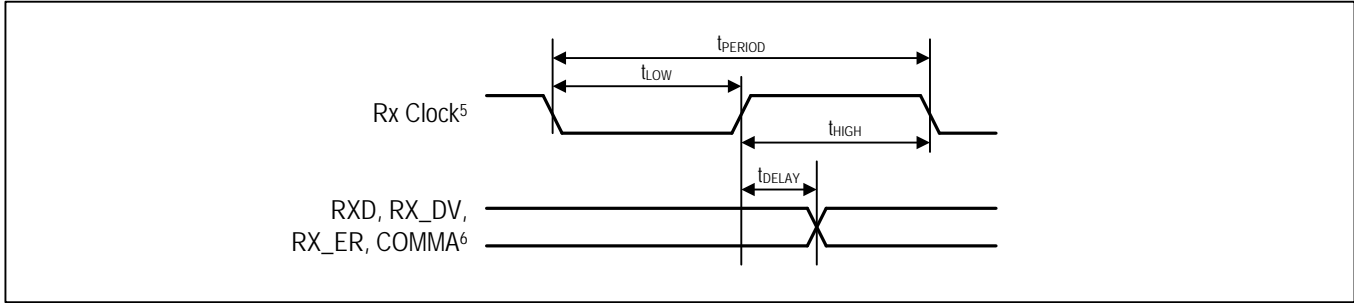 tPERIOD
tLOW
Rx Clock5
tHIGH
tDELAY
RXD, RX_DV,
RX_ER, COMMA6